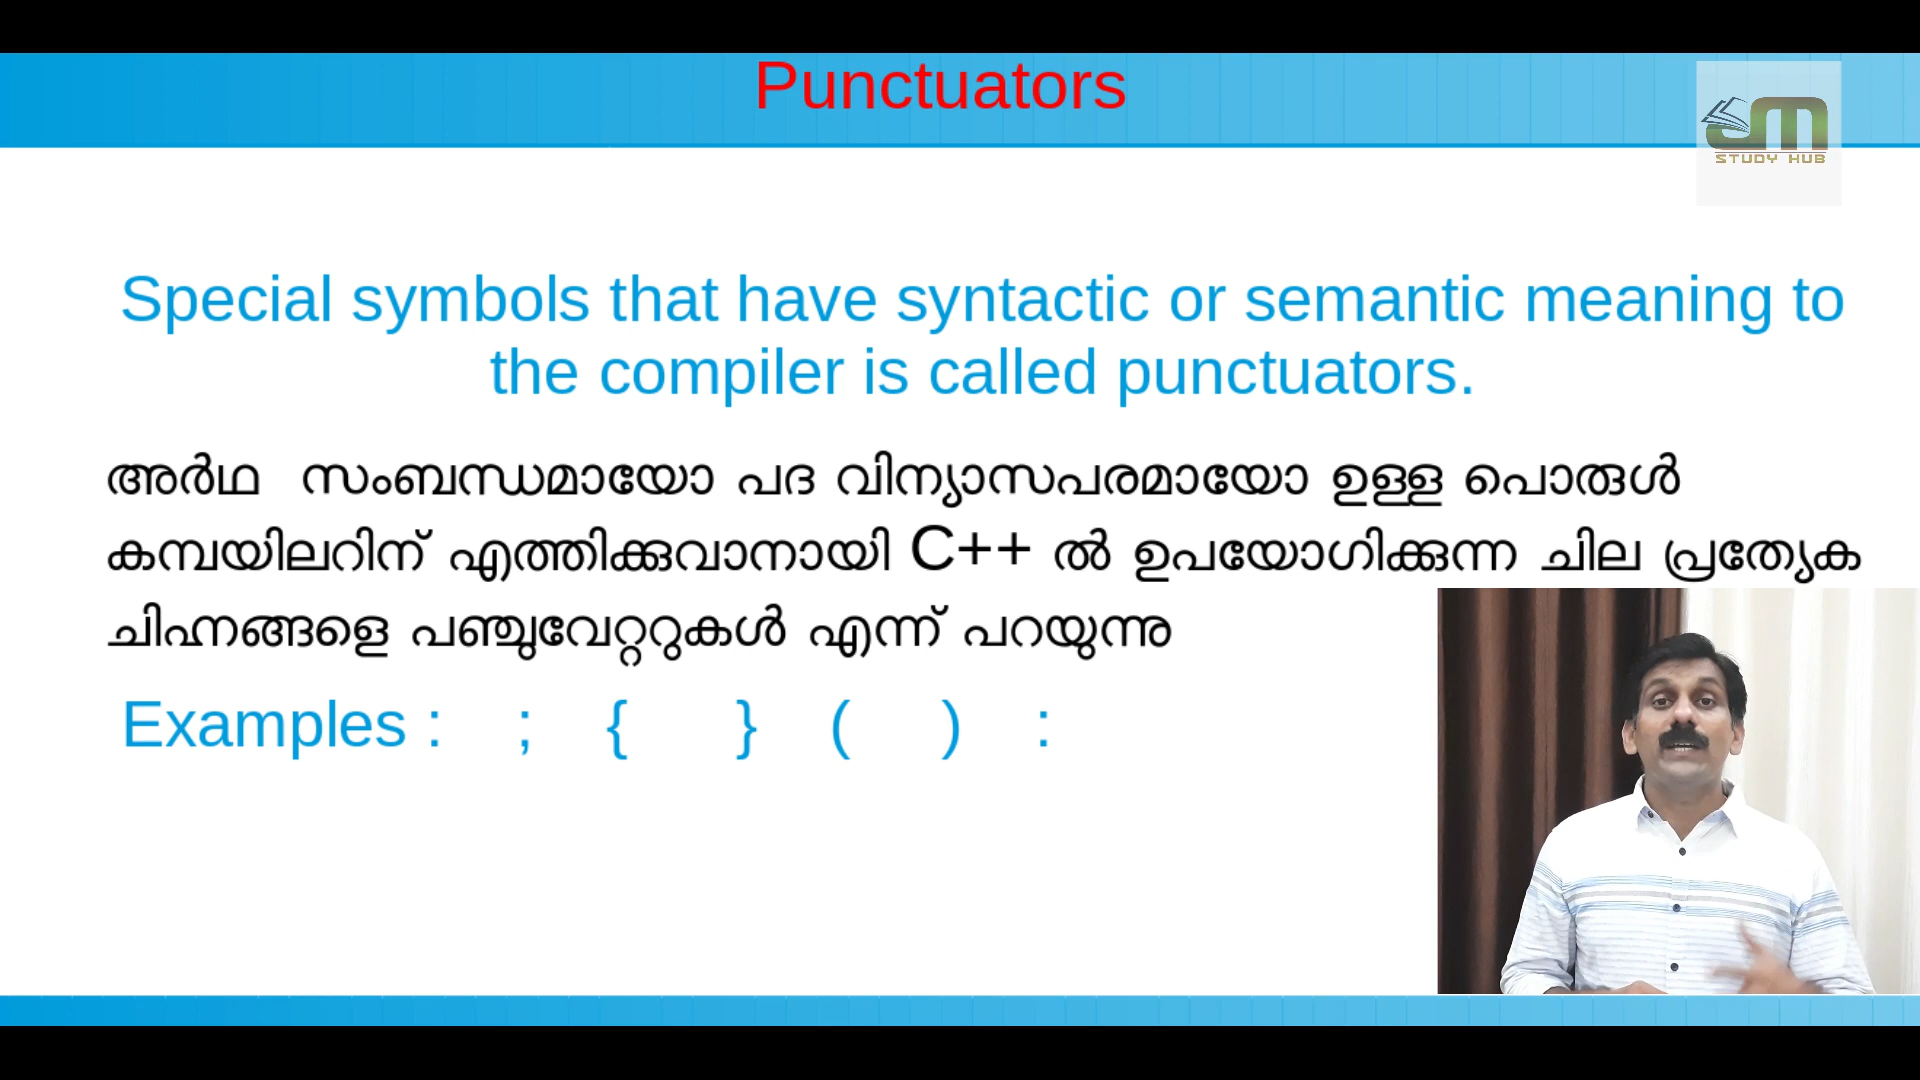 Punctuators
JM
STUDY HUB
Special symbols that have syntactic or semantic meaning to
the compiler is called punctuators.
അർഥ സംബന്ധമായോ പദ വിന്യാസപരമായോ ഉള്ള പൊരുൾ
കമ്പയിലറിന് എത്തിക്കുവാനായി C++ ൽ ഉപയോഗിക്കുന്ന ചില പ്രത്യേക
ചിഹ്നങ്ങളെ പഞ്ചുവേറ്ററുകൾ എന്ന് പറയുന്നു
Examples : ; { } ( ) :